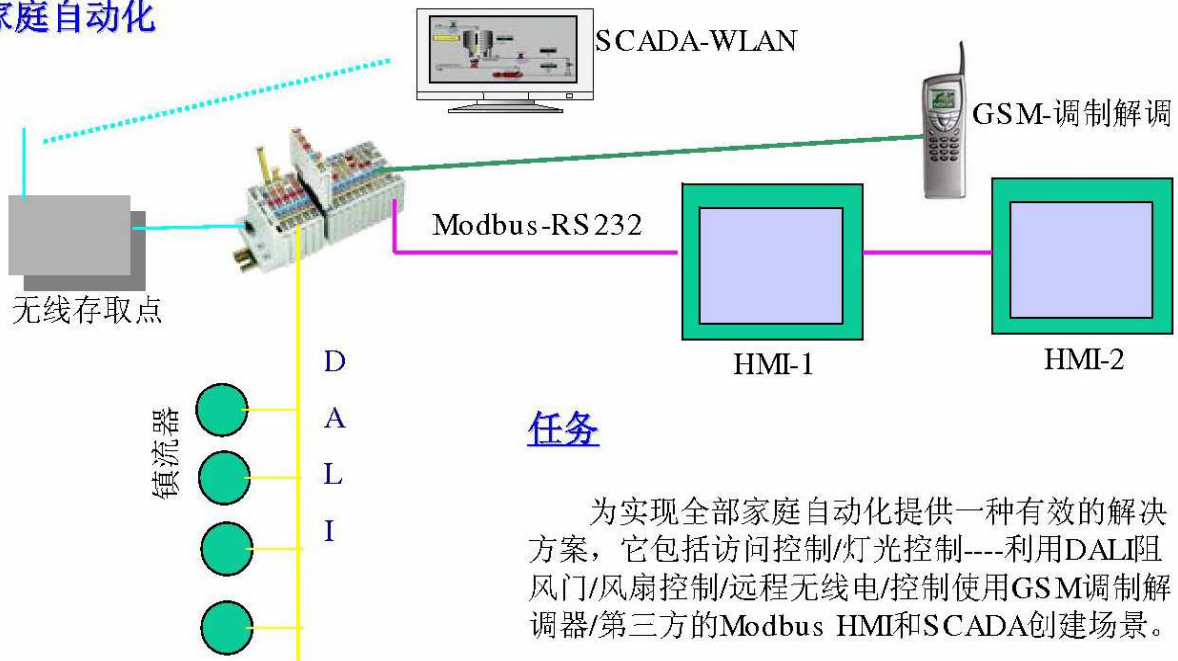 家庭自动化
SCADA-WLAN
GSM-调制解调
Modbus-RS232
无线存取点
HMI-1
HMI-2
镇流器
D
A
L
I
任务
为实现全部家庭自动化提供一种有效的解决
方案，它包括访问控制/灯光控制----利用DALI阻
风门/风扇控制/远程无线电/控制使用GSM调制解
调器/第三方的Modbus HMI和SCADA创建场景。